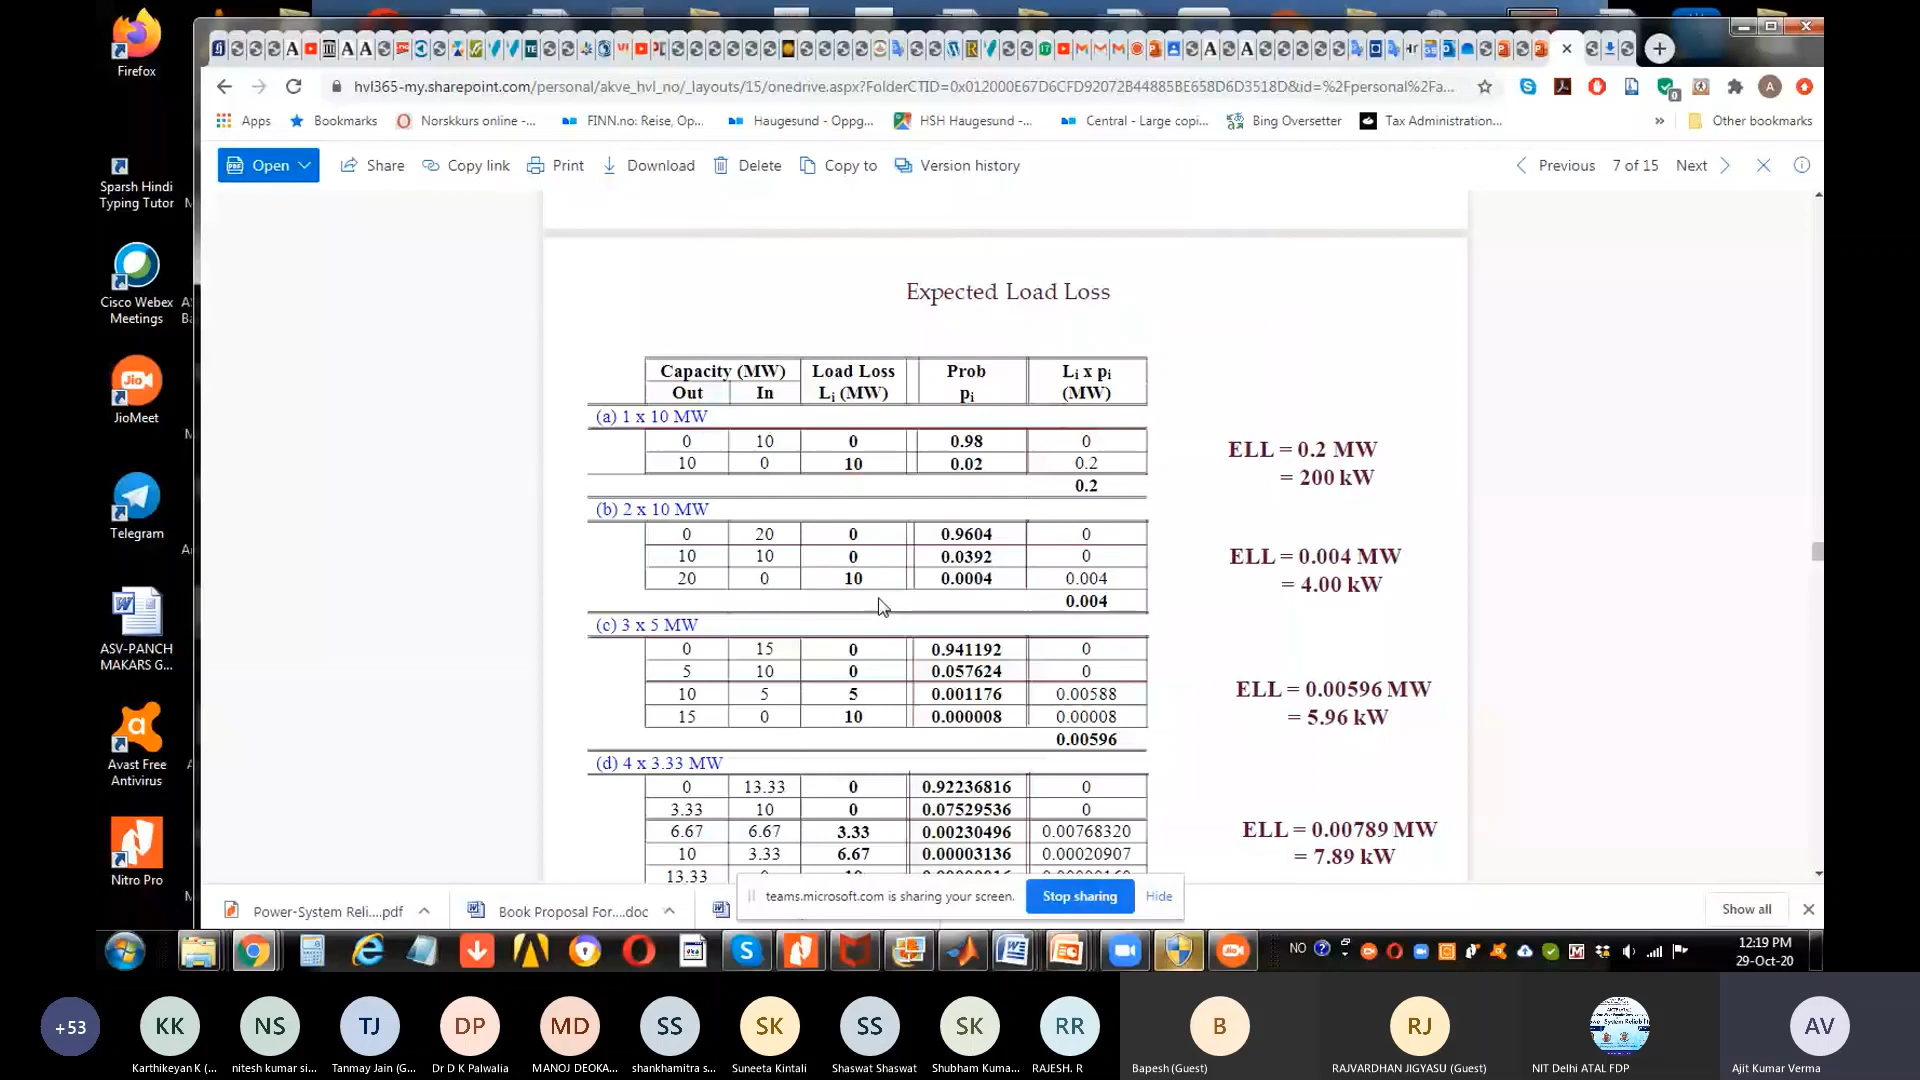 Firefox
hvl365-my.sharepoint.com/personal/akve_hvl_no/_layouts/15/onedrive.aspx?FolderCTID=0x012000E67D6CFD92072B44885BE658D6D3518D&id=%2Fpersonal%2Fa...
Apps Bookmarks Norskkurs online -... FINN.no: Reise, Op... Haugesund - Oppg... HSH Haugesund -... Central - Large copi... Bing Oversetter Tax Administration... » Other bookmarks
Open Share Copy link Print Download Delete Copy to Version history Previous 7 of 15 Next
Sparsh Hindi
Typing Tutor
Cisco Webex
Meetings
JioMeet
Telegram
ASV-PANCH
MAKARS G...
Avast Free
Antivirus
Nitro Pro
Expected Load Loss
Capacity (MW) Load Loss Prob Li x pi
Out In Li (MW) pi (MW)
(a) 1 x 10 MW
0 10 0 0.98 0
10 0 10 0.02 0.2
0.2
ELL = 0.2 MW
= 200 kW
(b) 2 x 10 MW
0 20 0 0.9604 0
10 10 0 0.0392 0
20 0 10 0.0004 0.004
0.004
ELL = 0.004 MW
= 4.00 kW
(c) 3 x 5 MW
0 15 0 0.941192 0
5 10 0 0.057624 0
10 5 5 0.001176 0.00588
15 0 10 0.000008 0.00008
0.00596
ELL = 0.00596 MW
= 5.96 kW
(d) 4 x 3.33 MW
0 13.33 0 0.92236816 0
3.33 10 0 0.07529536 0
6.67 6.67 3.33 0.00230496 0.00768320
10 3.33 6.67 0.00003136 0.00020907
13.33
ELL = 0.00789 MW
= 7.89 kW
teams.microsoft.com is sharing your screen. Stop sharing Hide
Power-System Reli....pdf Book Proposal For....doc Show all
NO 12:19 PM
29-Oct-20
+53 KK NS TJ DP MD SS SK SS SK RR B RJ AV
Karthikeyan K (... nitesh kumar si... Tanmay Jain (G... Dr D K Palwalia MANOJ DEOKA... shankhamitra s... Suneeta Kintali Shaswat Shaswat Shubham Kuma... RAJESH. R Bapesh (Guest) RAJVARDHAN JIGYASU (Guest) NIT Delhi ATAL FDP Ajit Kumar Verma